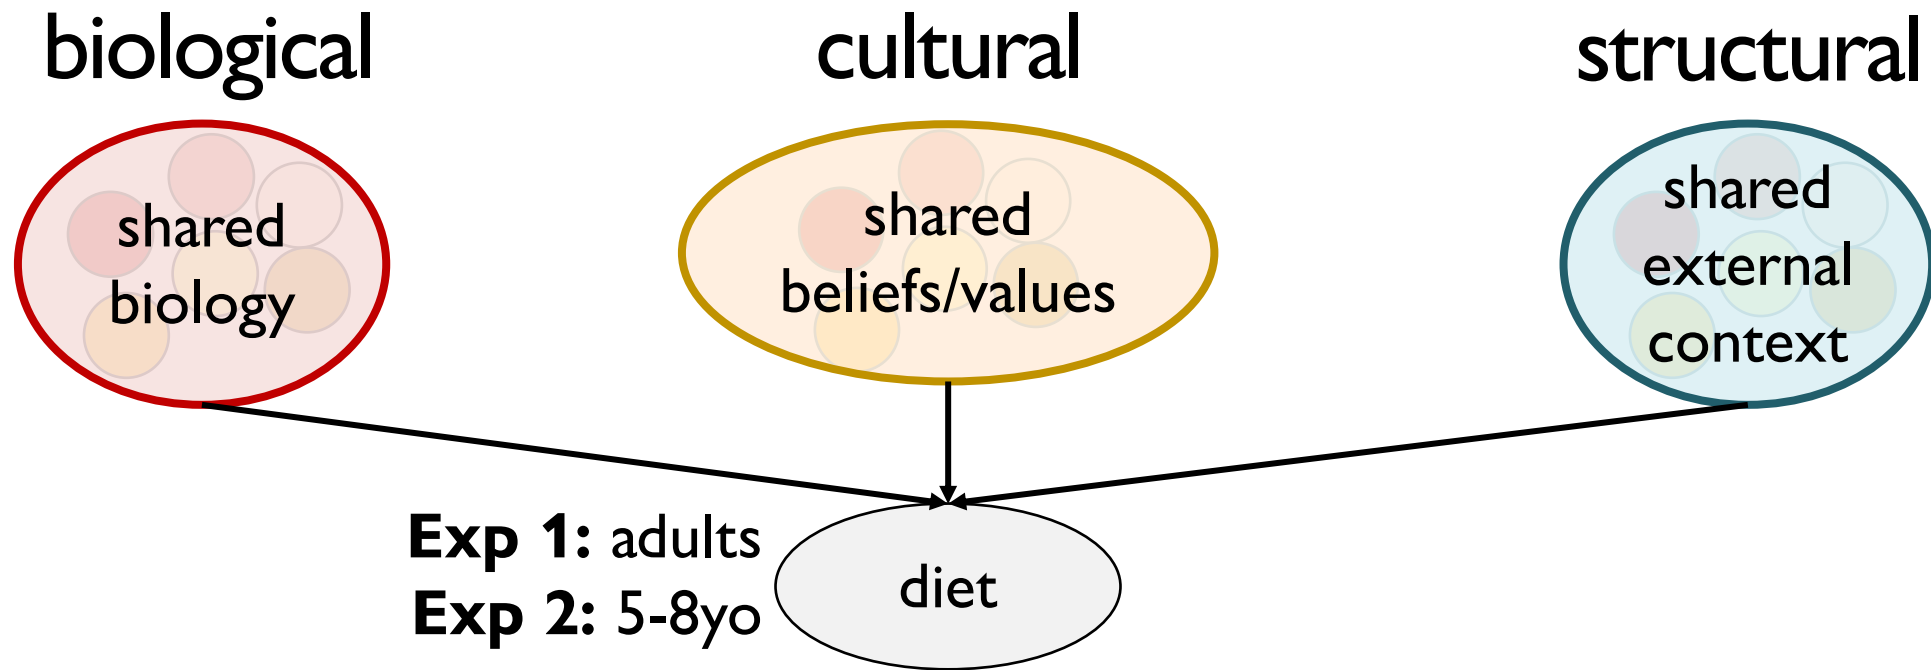 biological
cultural
structural
shared
biology
shared
beliefs/values
shared
external
context
Exp 1: adults
Exp 2: 5-8yo
diet